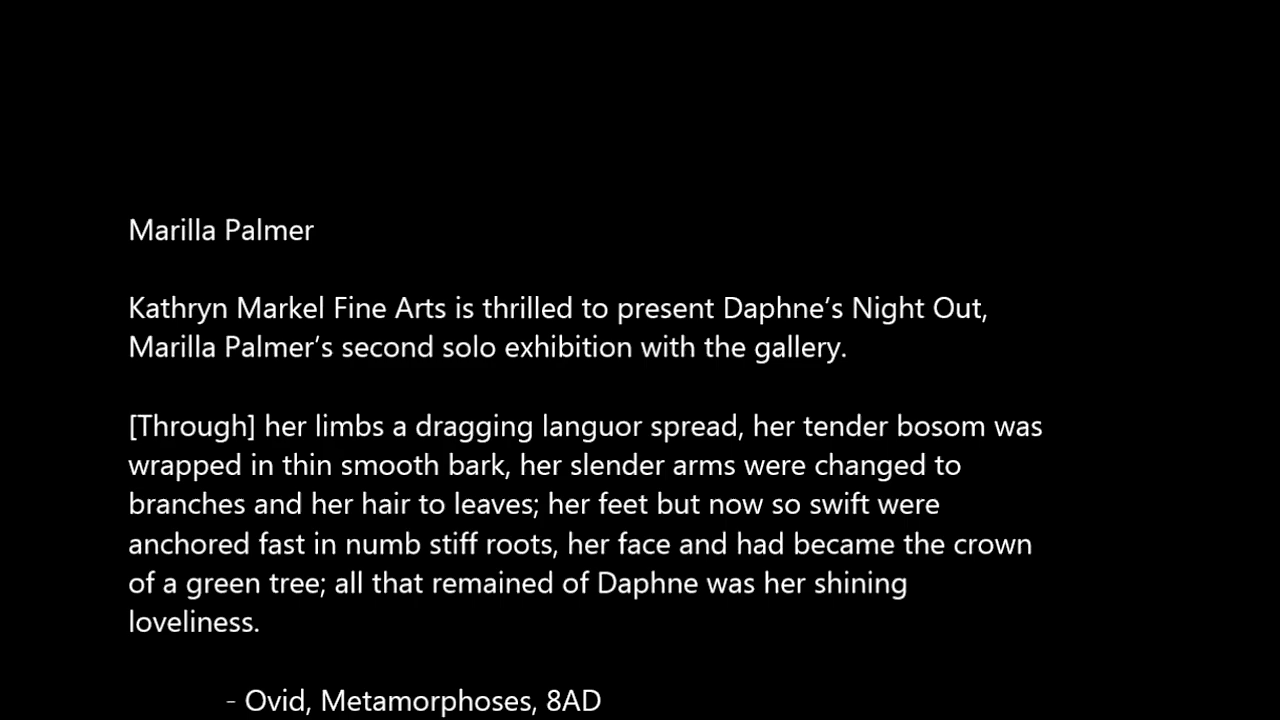 Marilla Palmer
Kathryn Markel Fine Arts is thrilled to present Daphne’s Night Out,
Marilla Palmer’s second solo exhibition with the gallery.
[Through] her limbs a dragging languor spread, her tender bosom was
wrapped in thin smooth bark, her slender arms were changed to
branches and her hair to leaves; her feet but now so swift were
anchored fast in numb stiff roots, her face and had became the crown
of a green tree; all that remained of Daphne was her shining
loveliness.
- Ovid, Metamorphoses, 8AD